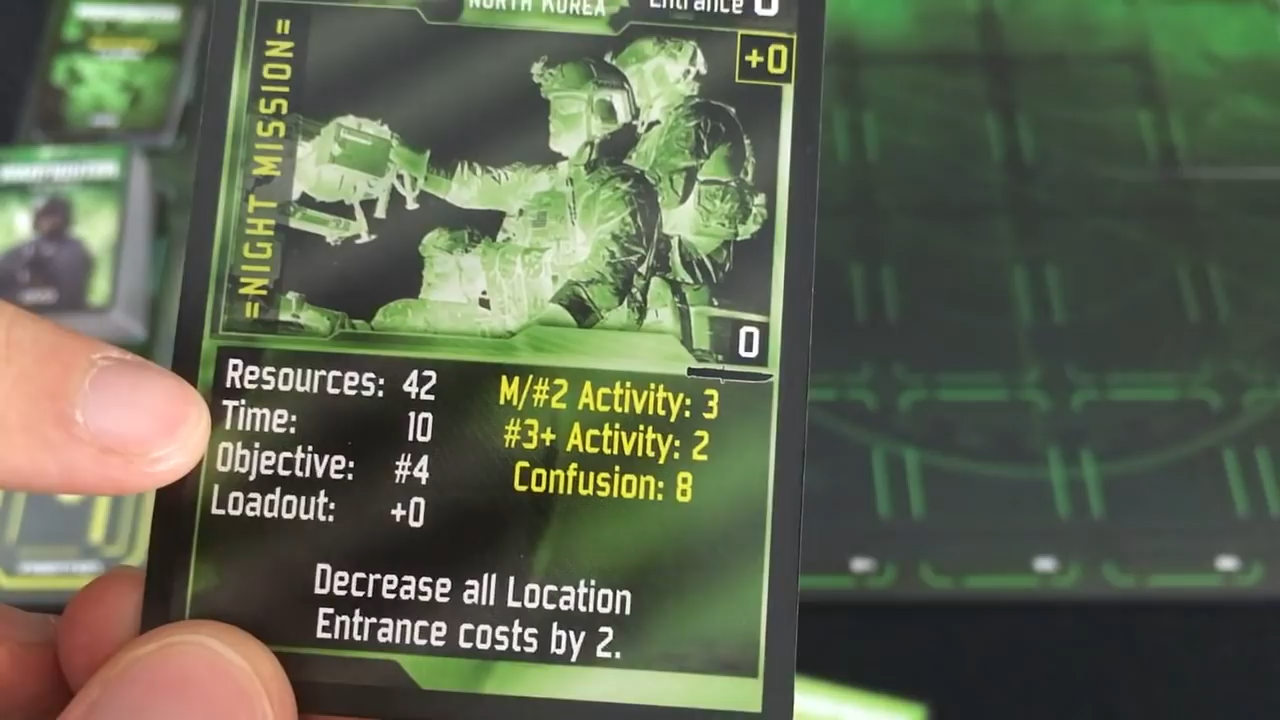 NORTH KOREA
Entrance 0
+0
=NIGHT MISSION=
0
Resources: 42
Time: 10
Objective: #4
Loadout: +0
M/#2 Activity: 3
#3+ Activity: 2
Confusion: 8
Decrease all Location
Entrance costs by 2.